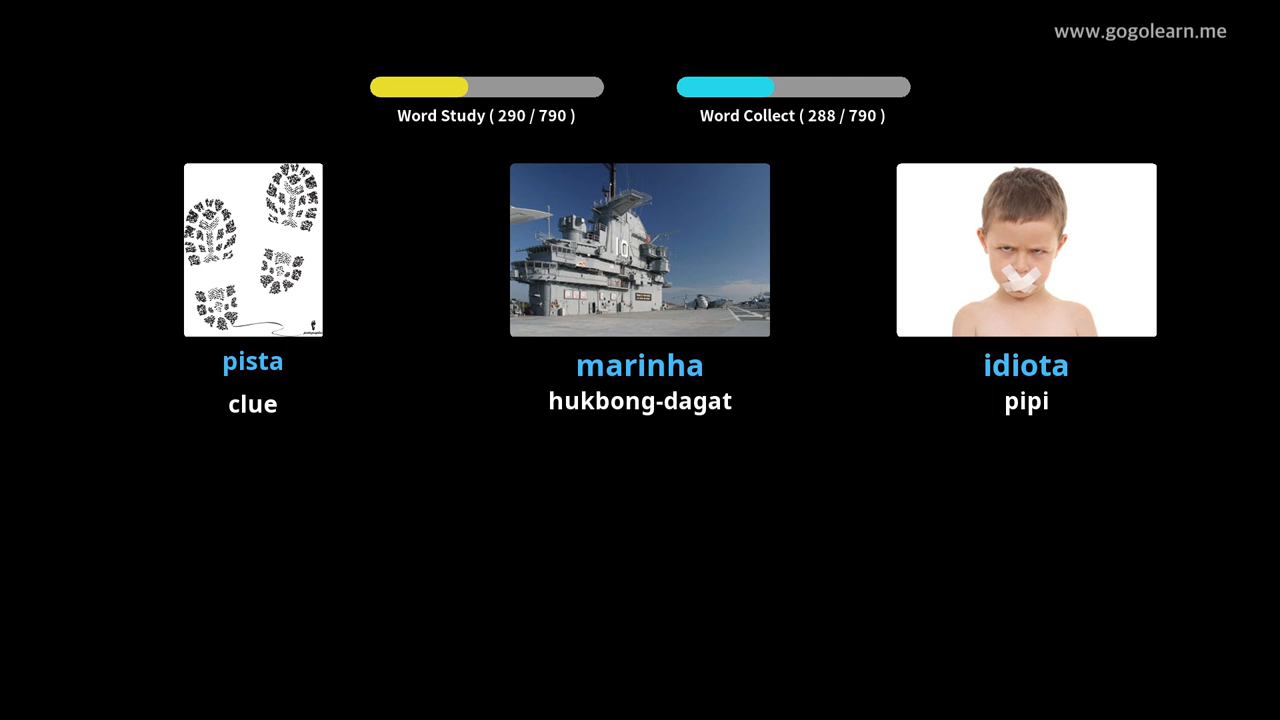 www.gogolearn.me
Word Study ( 290 / 790 )
Word Collect ( 288 / 790 )
pista
clue
marinha
hukbong-dagat
idiota
pipi